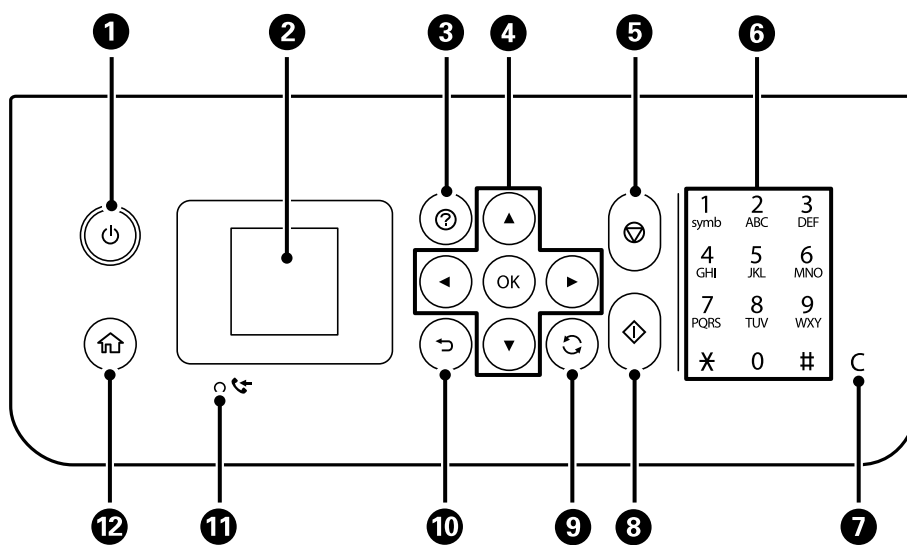 1 2 3 4 5 6
?
OK
1 2 3
symb ABC DEF
4 5 6
GHI JKL MNO
7 8 9
PQRS TUV WXY
* 0 #
C
12 11 10 9 8 7